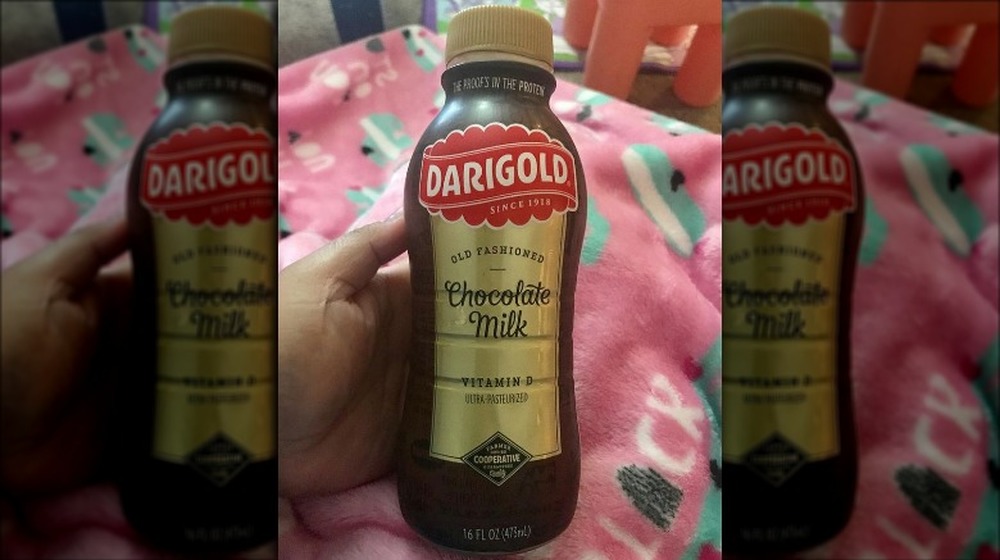 THE PROOF'S IN THE PROTEIN
DARIGOLD
SINCE 1918
OLD FASHIONED
Chocolate
Milk
VITAMIN D
ULTRA-PASTEURIZED
FARMER
COOPERATIVE
Quality
16 FL OZ (473mL)